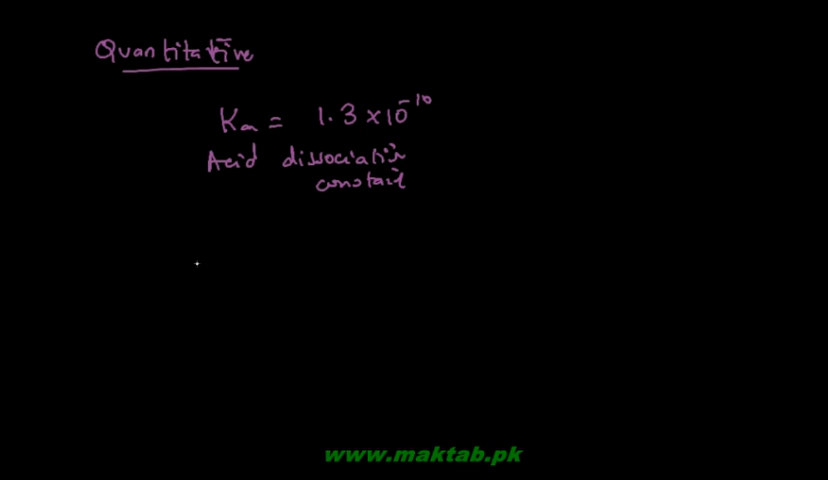 Quantitative
Ka = 1.3 × 10⁻¹⁰
Acid dissociation
constant
www.maktab.pk